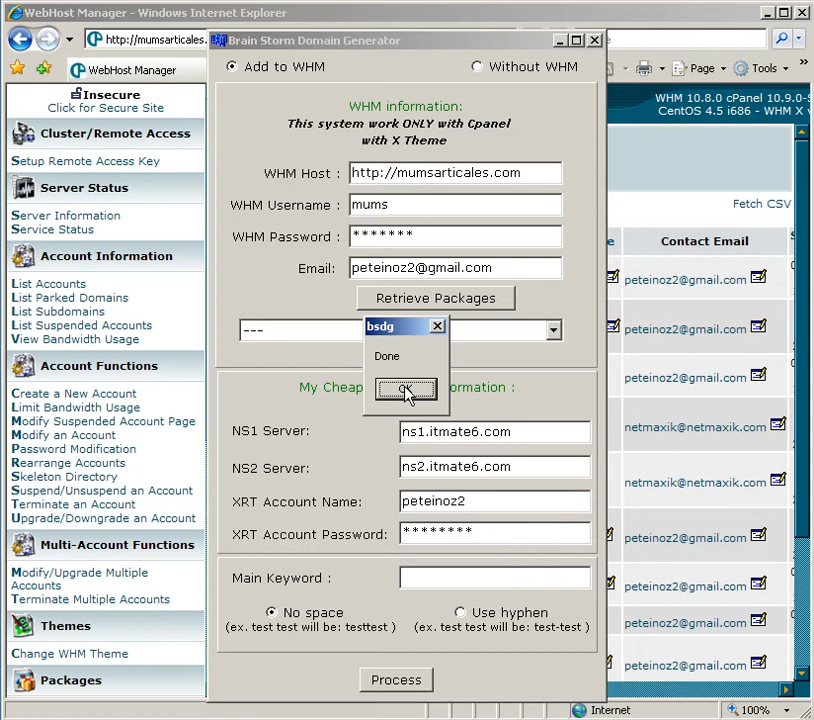 WebHost Manager - Windows Internet Explorer
http://mumsarticales.
WebHost Manager
Page
Tools
Insecure
Click for Secure Site
Cluster/Remote Access
Setup Remote Access Key
Server Status
Server Information
Service Status
Account Information
List Accounts
List Parked Domains
List Subdomains
List Suspended Accounts
View Bandwidth Usage
Account Functions
Create a New Account
Limit Bandwidth Usage
Modify Suspended Account Page
Modify an Account
Password Modification
Rearrange Accounts
Skeleton Directory
Suspend/Unsuspend an Account
Terminate an Account
Upgrade/Downgrade an Account
Multi-Account Functions
Modify/Upgrade Multiple
Accounts
Terminate Multiple Accounts
Themes
Change WHM Theme
Packages
Brain Storm Domain Generator
Add to WHM
Without WHM
WHM information:
This system work ONLY with Cpanel
with X Theme
WHM Host : http://mumsarticales.com
WHM Username : mums
WHM Password : *******
Email: peteinoz2@gmail.com
Retrieve Packages
---
bsdg
Done
My Cheap
ormation :
NS1 Server: ns1.itmate6.com
NS2 Server: ns2.itmate6.com
XRT Account Name: peteinoz2
XRT Account Password: ********
Main Keyword :
No space
Use hyphen
(ex. test test will be: testtest )
(ex. test test will be: test-test )
Process
WHM 10.8.0 cPanel 10.9.0-S
CentOS 4.5 i686 - WHM X v
Fetch CSV
Contact Email
peteinoz2@gmail.com
peteinoz2@gmail.com
peteinoz2@gmail.com
netmaxik@netmaxik.com
netmaxik@netmaxik.com
peteinoz2@gmail.com
peteinoz2@gmail.com
peteinoz2@gmail.com
peteinoz2@gmail.com
Internet
100%